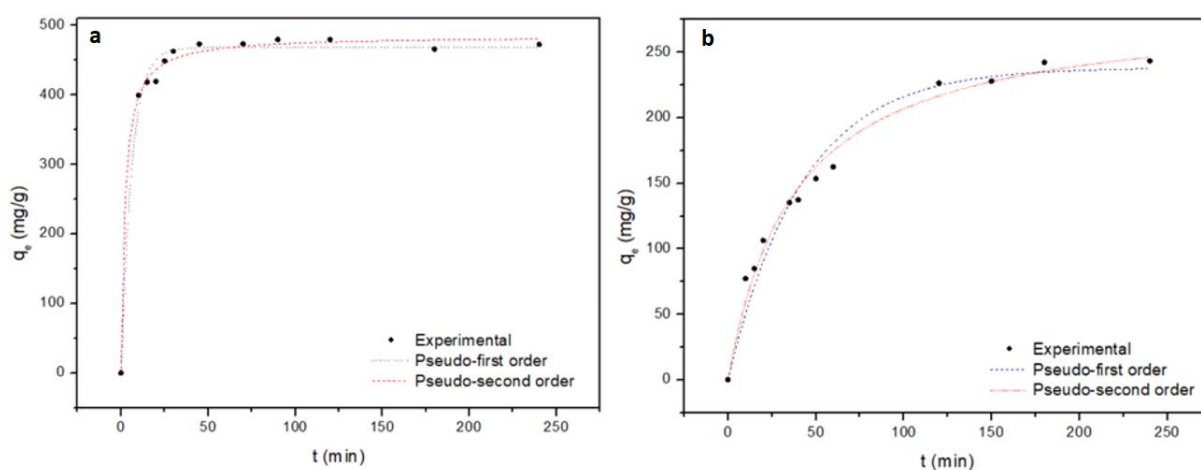 a
500
400
300
200
100
0
q_e (mg/g)
Experimental
Pseudo-first order
Pseudo-second order
0 50 100 150 200 250
t (min)
b
250
200
150
100
50
0
q_e (mg/g)
Experimental
Pseudo-first order
Pseudo-second order
0 50 100 150 200 250
t (min)